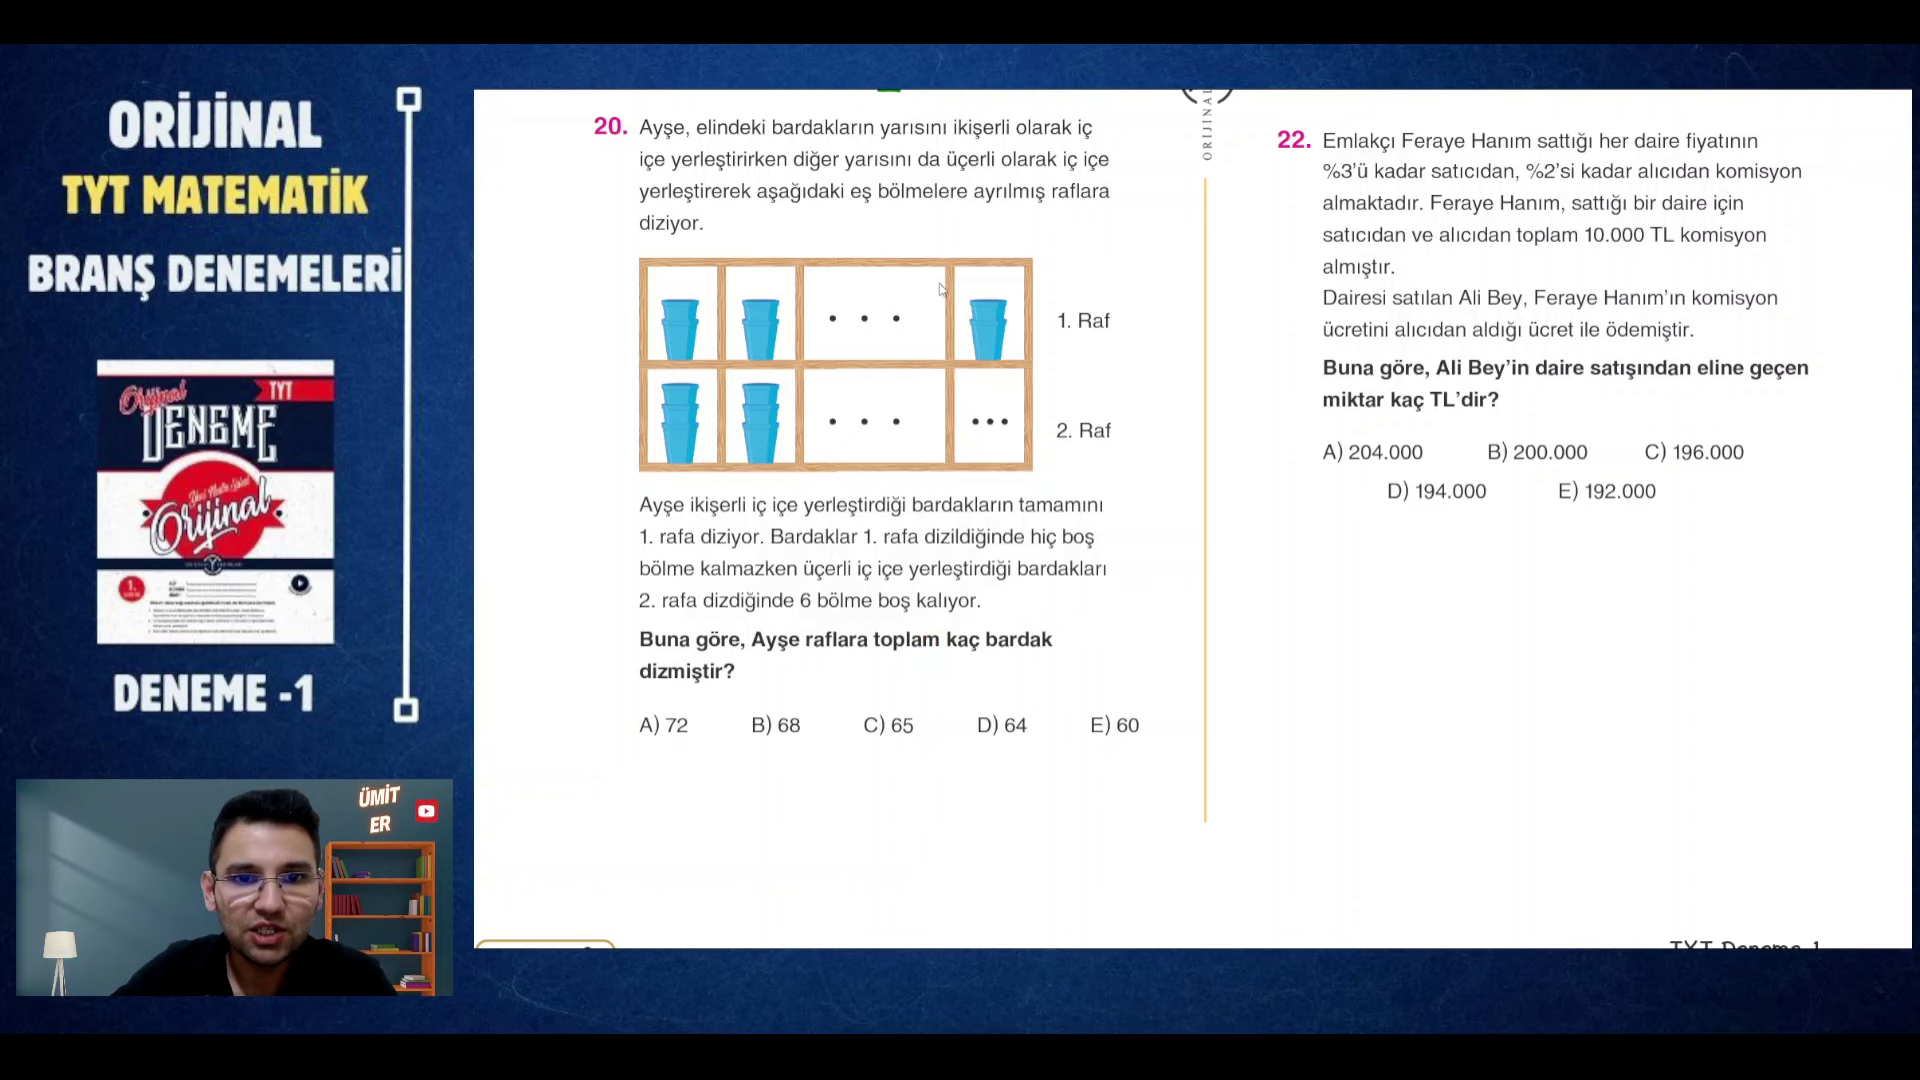 ORİJİNAL
TYT MATEMATİK
BRANŞ DENEMELERİ
Orijinal
TYT
DENEME
Orijinal
1.
DENEME -1
ÜMİT
ER
20. Ayşe, elindeki bardakların yarısını ikişerli olarak iç
içe yerleştirirken diğer yarısını da üçerli olarak iç içe
yerleştirerek aşağıdaki eş bölmelere ayrılmış raflara
diziyor.
1. Raf
2. Raf
Ayşe ikişerli iç içe yerleştirdiği bardakların tamamını
1. rafa diziyor. Bardaklar 1. rafa dizildiğinde hiç boş
bölme kalmazken üçerli iç içe yerleştirdiği bardakları
2. rafa dizdiğinde 6 bölme boş kalıyor.
Buna göre, Ayşe raflara toplam kaç bardak
dizmiştir?
A) 72 B) 68 C) 65 D) 64 E) 60
ORIJINAL
22. Emlakçı Feraye Hanım sattığı her daire fiyatının
%3'ü kadar satıcıdan, %2'si kadar alıcıdan komisyon
almaktadır. Feraye Hanım, sattığı bir daire için
satıcıdan ve alıcıdan toplam 10.000 TL komisyon
almıştır.
Dairesi satılan Ali Bey, Feraye Hanım'ın komisyon
ücretini alıcıdan aldığı ücret ile ödemiştir.
Buna göre, Ali Bey'in daire satışından eline geçen
miktar kaç TL'dir?
A) 204.000 B) 200.000 C) 196.000
D) 194.000 E) 192.000
TYT Deneme 1